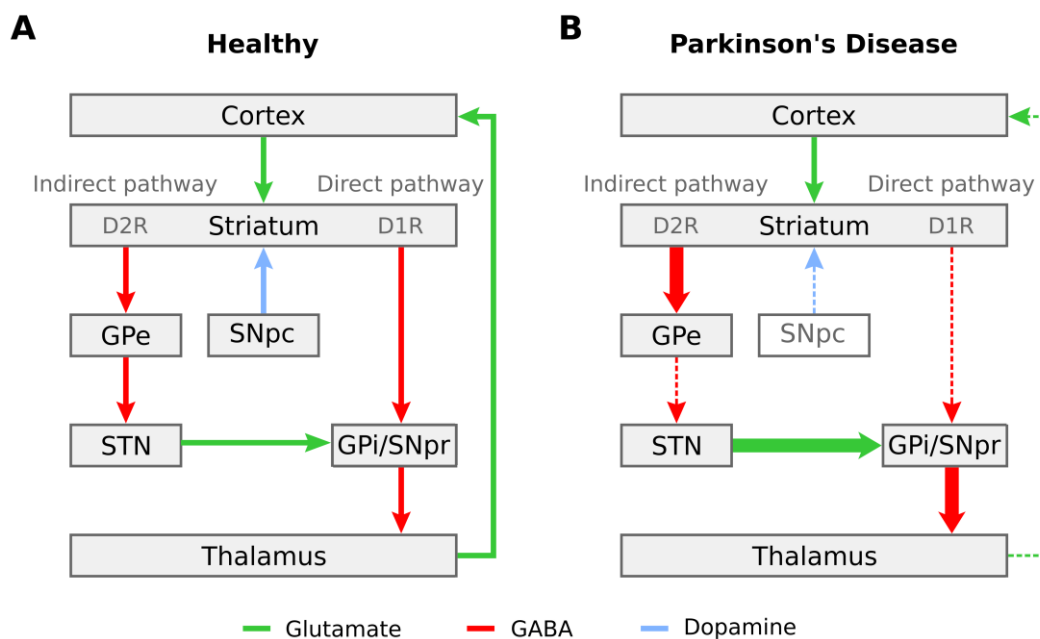 A
Healthy
Cortex
Indirect pathway
Direct pathway
D2R
Striatum
D1R
GPe
SNpc
STN
GPi/SNpr
Thalamus
B
Parkinson's Disease
Cortex
Indirect pathway
Direct pathway
D2R
Striatum
D1R
GPe
SNpc
STN
GPi/SNpr
Thalamus
Glutamate
GABA
Dopamine